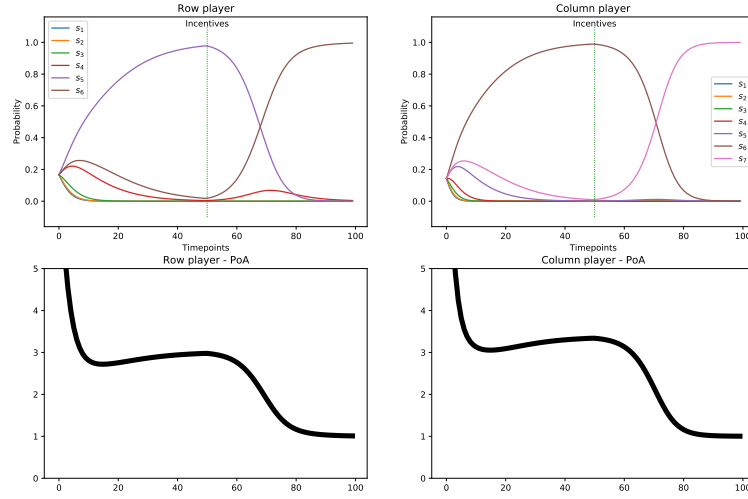 Row player
Incentives
s1
s2
s3
s4
s5
s6
Probability
1.0
0.8
0.6
0.4
0.2
0.0
0 20 40 60 80 100
Timepoints
Column player
Incentives
s1
s2
s3
s4
s5
s6
s7
Probability
1.0
0.8
0.6
0.4
0.2
0.0
0 20 40 60 80 100
Timepoints
Row player - PoA
5
4
3
2
1
0
0 20 40 60 80 100
Column player - PoA
5
4
3
2
1
0
0 20 40 60 80 100